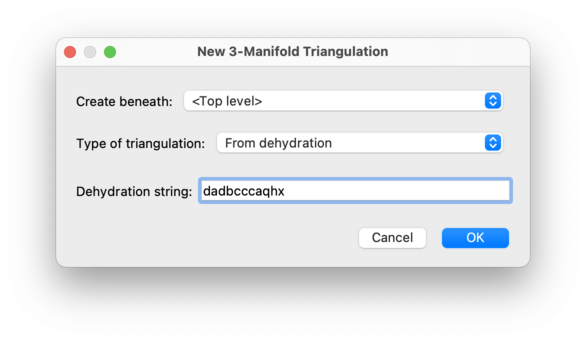 New 3-Manifold Triangulation
Create beneath: <Top level>
Type of triangulation: From dehydration
Dehydration string: dadbcccaqhx
Cancel OK